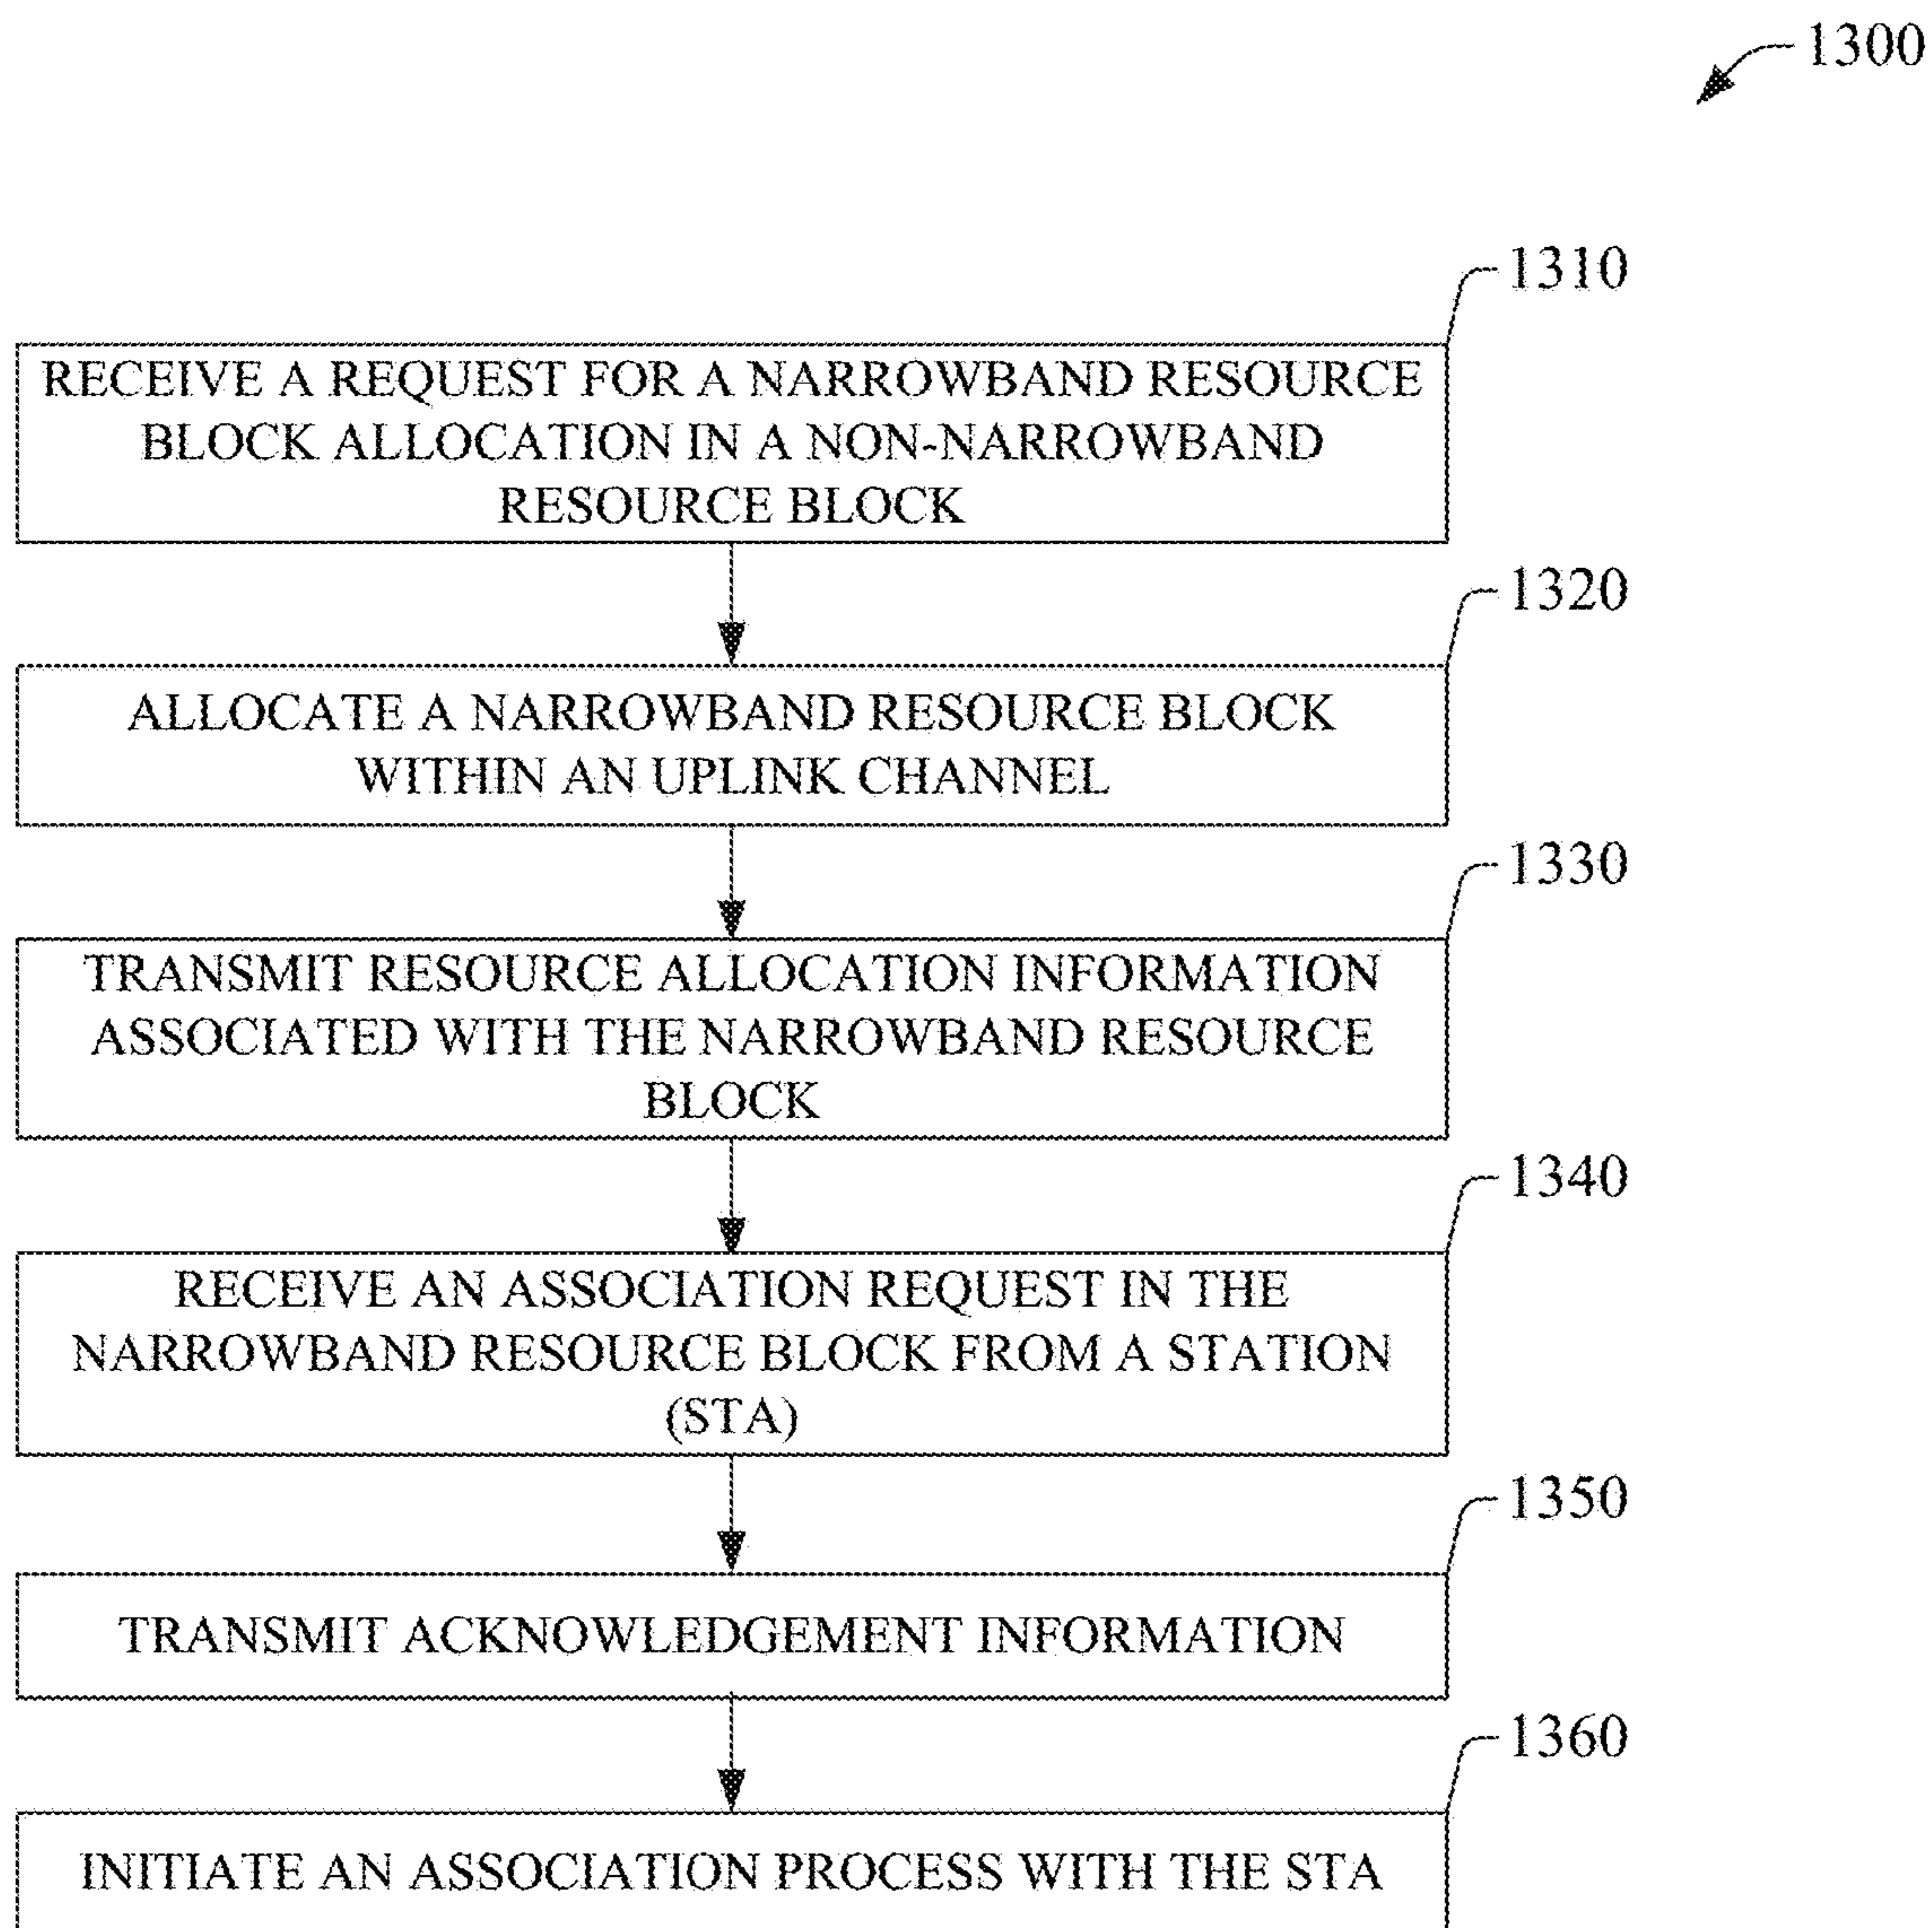 1300
1310
RECEIVE A REQUEST FOR A NARROWBAND RESOURCE
BLOCK ALLOCATION IN A NON-NARROWBAND
RESOURCE BLOCK
1320
ALLOCATE A NARROWBAND RESOURCE BLOCK
WITHIN AN UPLINK CHANNEL
1330
TRANSMIT RESOURCE ALLOCATION INFORMATION
ASSOCIATED WITH THE NARROWBAND RESOURCE
BLOCK
1340
RECEIVE AN ASSOCIATION REQUEST IN THE
NARROWBAND RESOURCE BLOCK FROM A STATION
(STA)
1350
TRANSMIT ACKNOWLEDGEMENT INFORMATION
1360
INITIATE AN ASSOCIATION PROCESS WITH THE STA